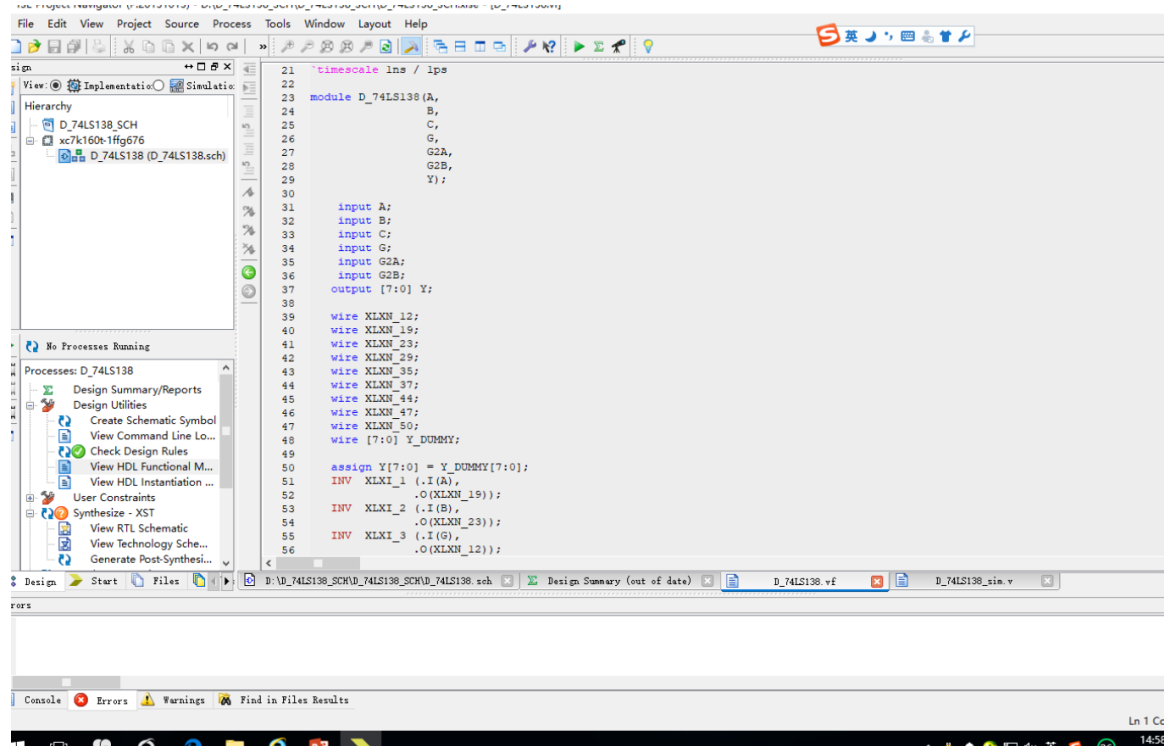 File Edit View Project Source Process Tools Window Layout Help
英
View: Implementatio Simulatio
Hierarchy
D_74LS138_SCH
xc7k160t-1ffg676
D_74LS138 (D_74LS138.sch)
No Processes Running
Processes: D_74LS138
Design Summary/Reports
Design Utilities
Create Schematic Symbol
View Command Line Lo...
Check Design Rules
View HDL Functional M...
View HDL Instantiation ...
User Constraints
Synthesize - XST
View RTL Schematic
View Technology Sche...
Generate Post-Synthesi...
21 `timescale 1ns / 1ps
22
23 module D_74LS138(A,
24 B,
25 C,
26 G,
27 G2A,
28 G2B,
29 Y);
30
31 input A;
32 input B;
33 input C;
34 input G;
35 input G2A;
36 input G2B;
37 output [7:0] Y;
38
39 wire XLXN_12;
40 wire XLXN_19;
41 wire XLXN_23;
42 wire XLXN_29;
43 wire XLXN_35;
44 wire XLXN_37;
45 wire XLXN_44;
46 wire XLXN_47;
47 wire XLXN_50;
48 wire [7:0] Y_DUMMY;
49
50 assign Y[7:0] = Y_DUMMY[7:0];
51 INV XLXI_1 (.I(A),
52 .O(XLXN_19));
53 INV XLXI_2 (.I(B),
54 .O(XLXN_23));
55 INV XLXI_3 (.I(G),
56 .O(XLXN_12));
Design Start Files D:\D_74LS138_SCH\D_74LS138_SCH\D_74LS138.sch Design Summary (out of date) D_74LS138.vf D_74LS138_sim.v
rors
Console Errors Warnings Find in Files Results
Ln 1 Co
14:58